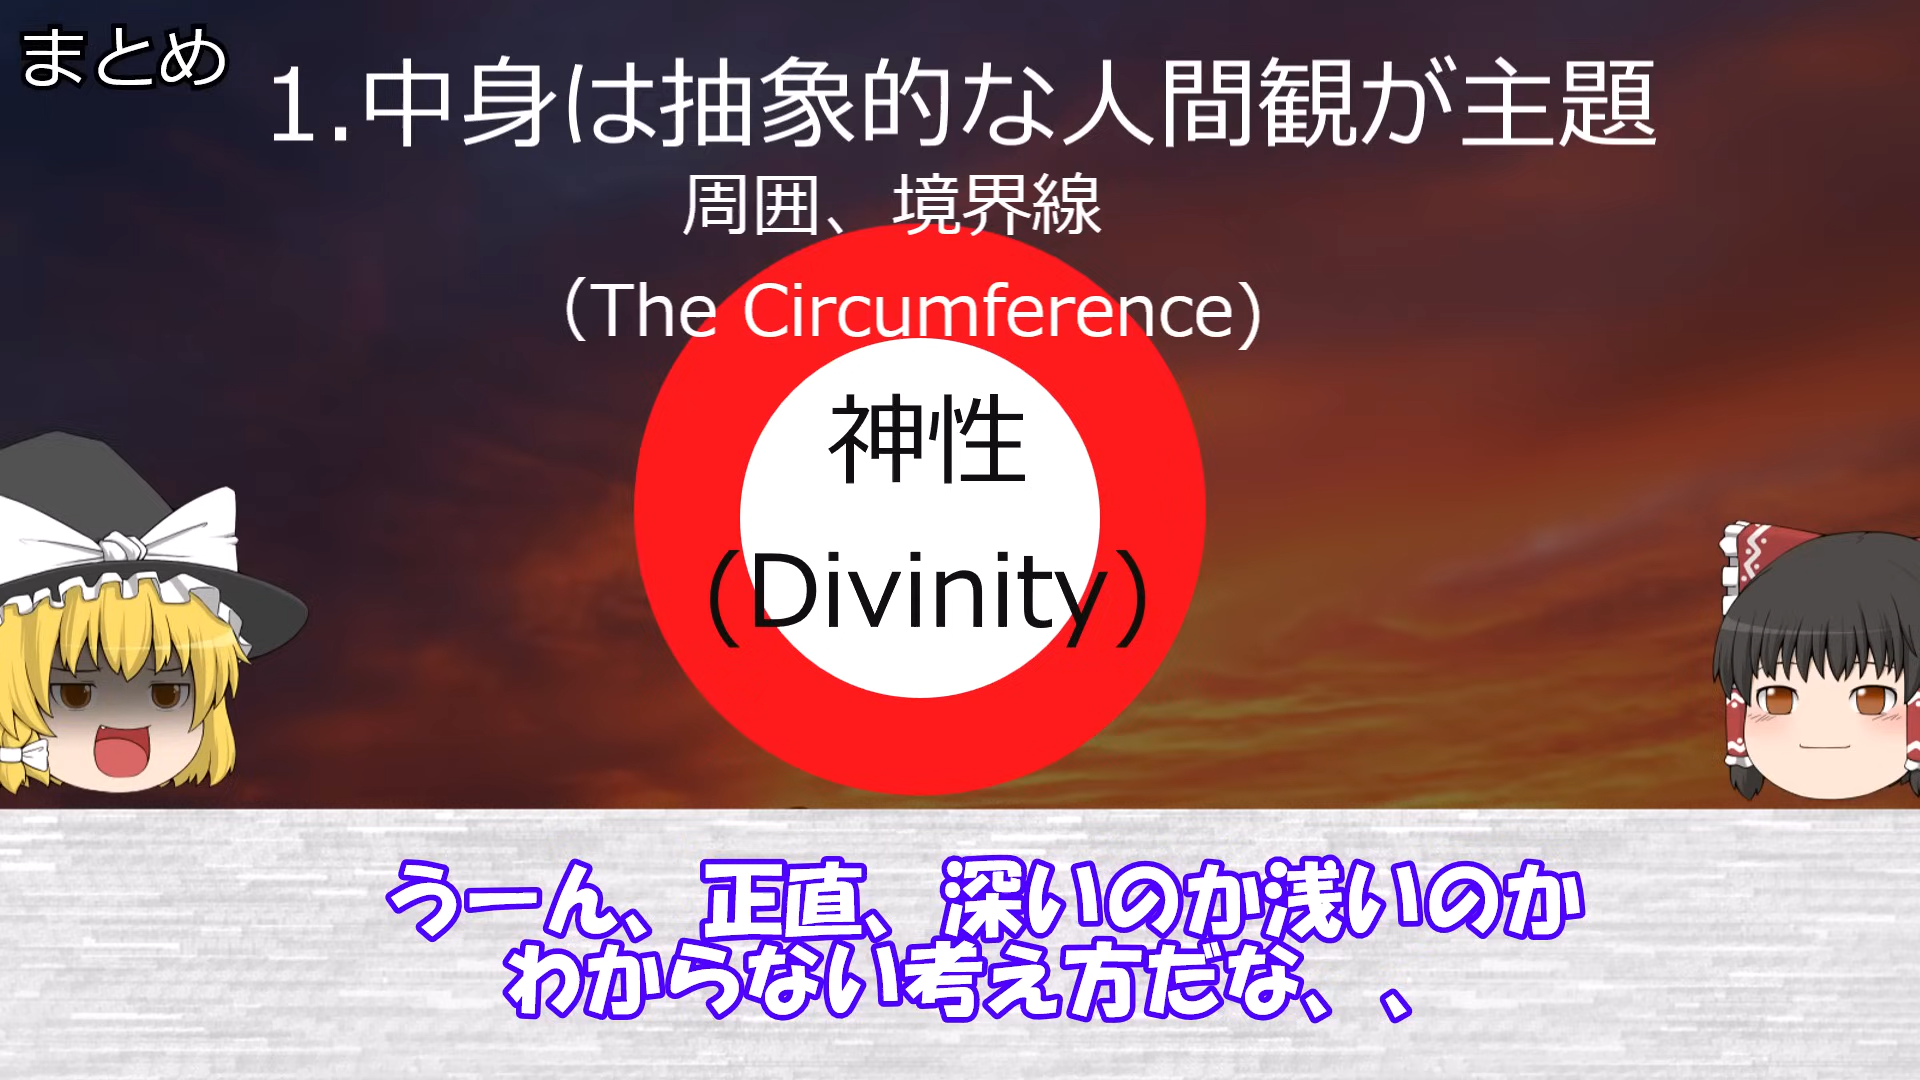 まとめ
1.中身は抽象的な人間観が主題
周囲、境界線
（The Circumference）
神性
(Divinity)
うーん、正直、深いのか浅いのか
わからない考え方だな、、